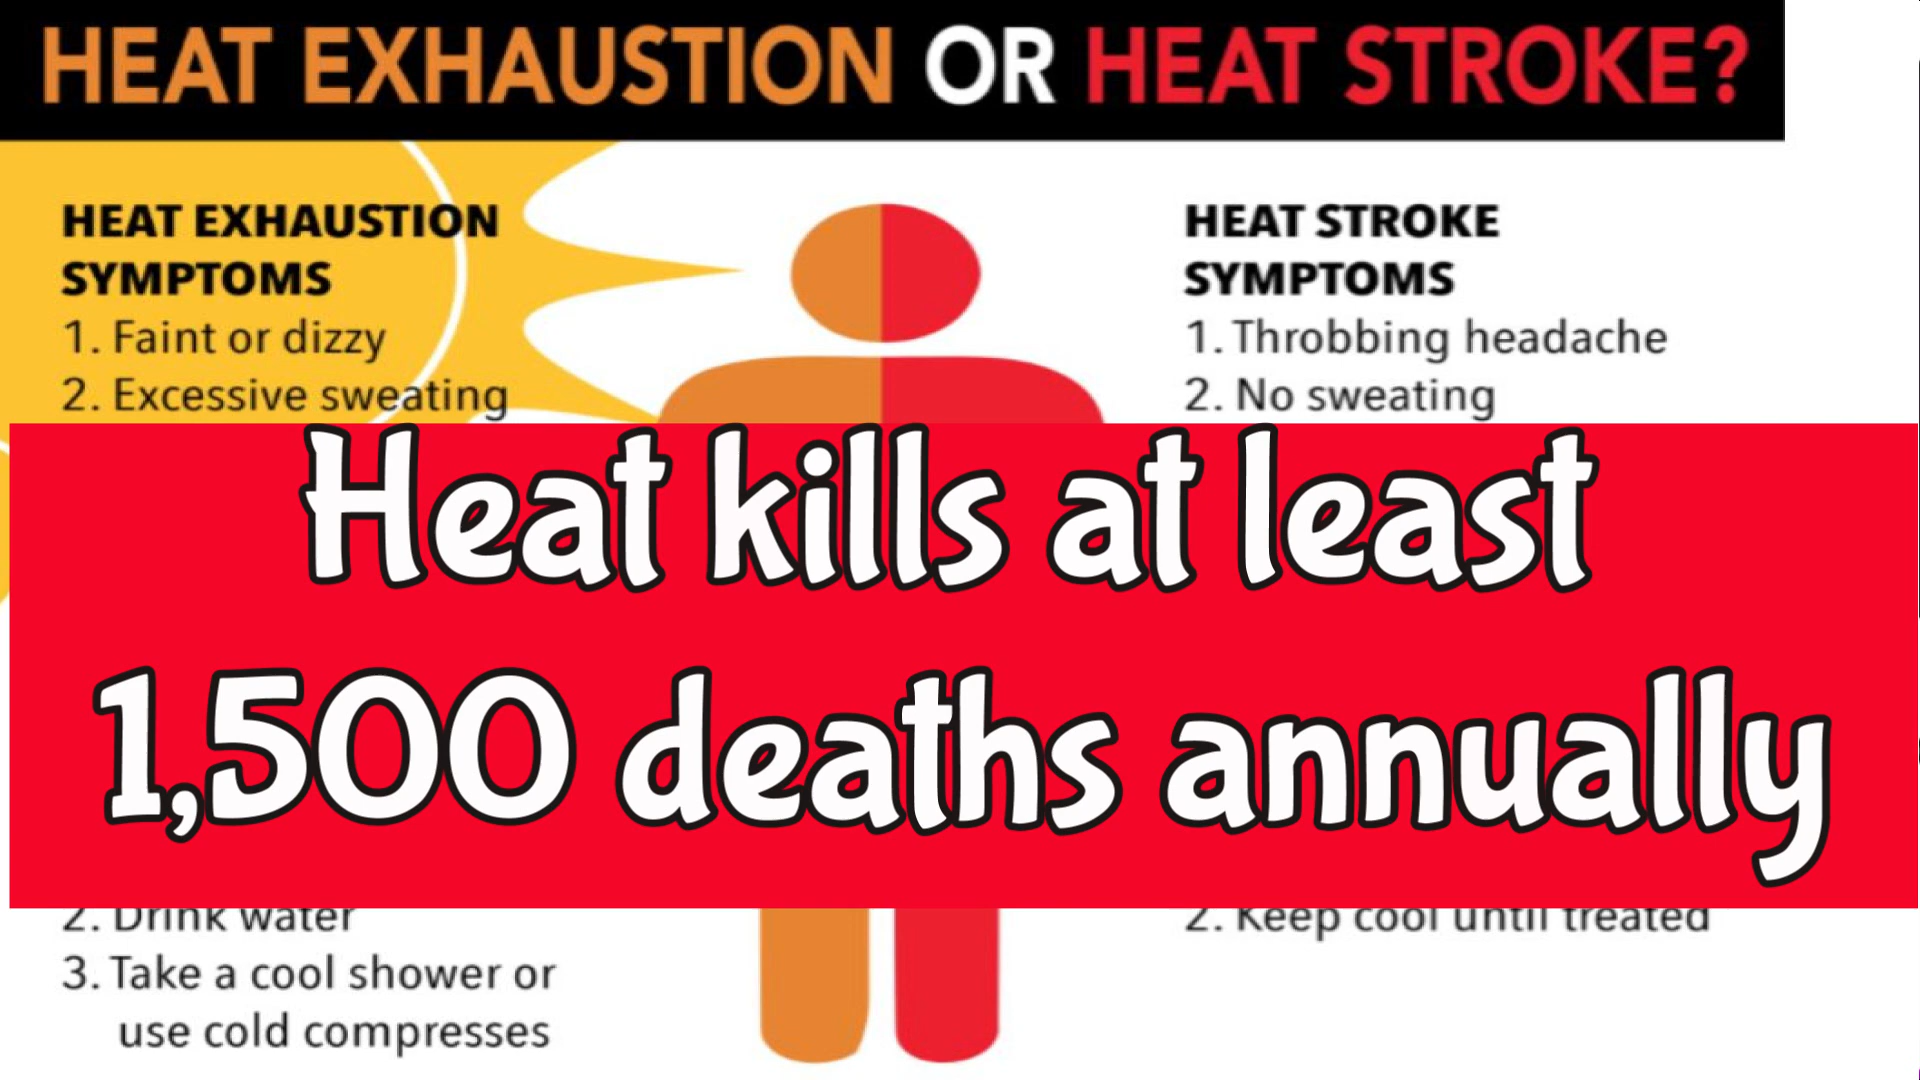 HEAT EXHAUSTION OR HEAT STROKE?
HEAT EXHAUSTION
SYMPTOMS
1. Faint or dizzy
2. Excessive sweating
HEAT STROKE
SYMPTOMS
1. Throbbing headache
2. No sweating
Heat kills at least
1,500 deaths annually
2. Drink water
3. Take a cool shower or
use cold compresses
2. Keep cool until treated